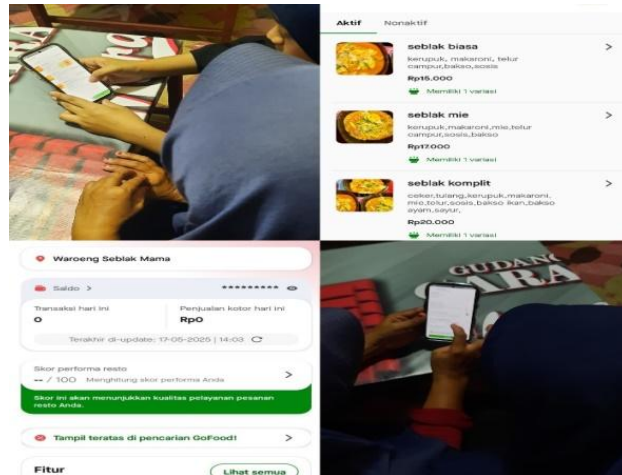 Aktif Nonaktif
seblak biasa
kerupuk, makaroni, telur
campur,bakso,sosis
Rp15.000
Memiliki 1 variasi
seblak mie
kerupuk,makaroni,mie,telur
campur,sosis,bakso
Rp17.000
Memiliki 1 variasi
seblak komplit
ceker,tulang,kerupuk,makaroni,
mie,telur,sosis,bakso ikan,bakso
ayam,sayur,
Rp20.000
Memiliki 1 variasi
Waroeng Seblak Mama
Saldo >
Transaksi hari ini
Penjualan kotor hari ini
0
Rp0
Terakhir di-update: 17-05-2025 | 14:03
Skor performa resto
-- / 100 Menghitung skor performa Anda
Skor ini akan menunjukkan kualitas pelayanan pesanan
resto Anda.
Tampil teratas di pencarian GoFood!
Fitur
Lihat semua
GUDANG